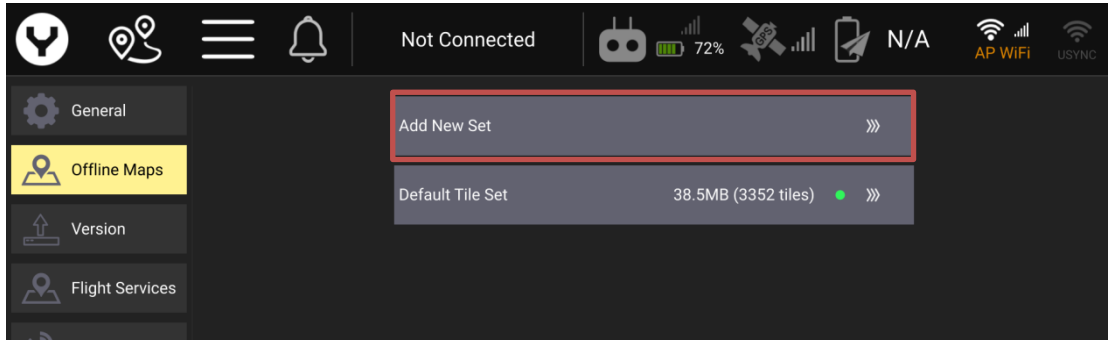 Not Connected
72%
GPS
N/A
AP WiFi
USYNC
General
Offline Maps
Version
Flight Services
Add New Set
Default Tile Set 38.5MB (3352 tiles)